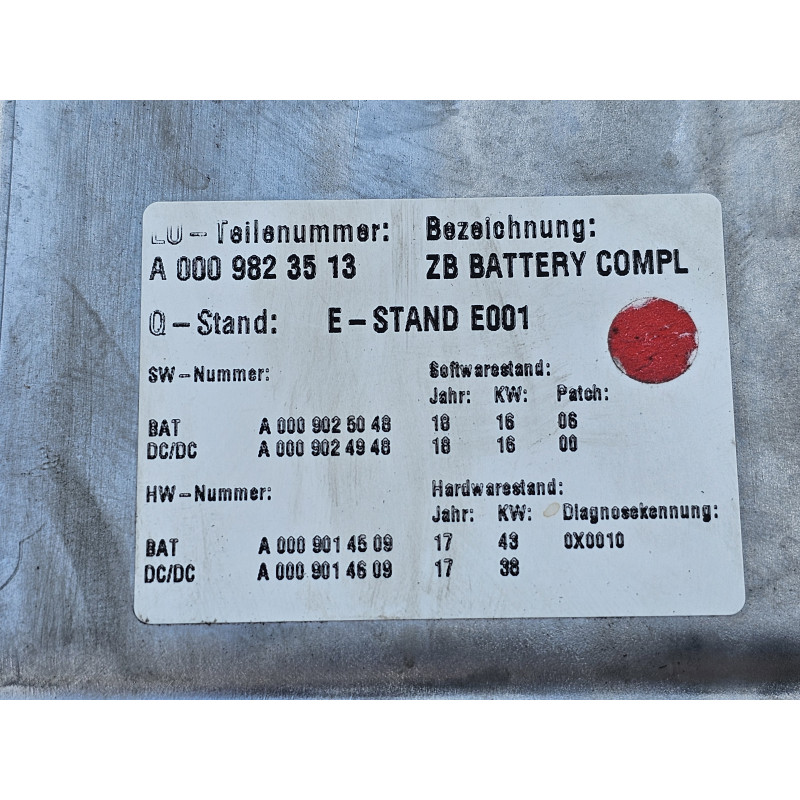 EU-Teilenummer: Bezeichnung:
A 000 982 35 13 ZB BATTERY COMPL
Q-Stand: E-STAND E001
SW-Nummer: Softwarestand:
Jahr: KW: Patch:
BAT A 000 902 50 48 18 16 06
DC/DC A 000 902 49 48 18 16 00
HW-Nummer: Hardwarestand:
Jahr: KW: Diagnosekennung:
BAT A 000 901 45 09 17 43 0X0010
DC/DC A 000 901 46 09 17 38